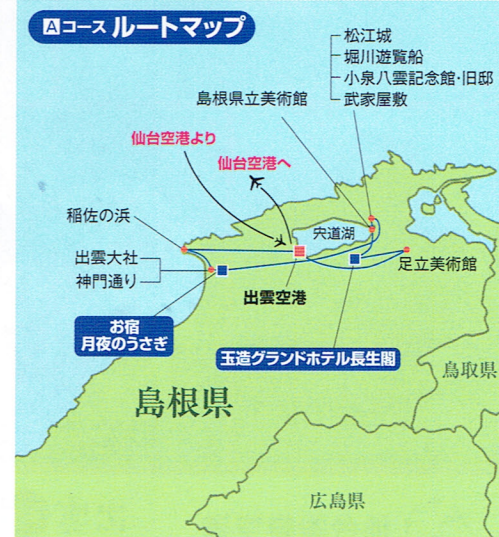 Aコース ルートマップ
松江城
堀川遊覧船
小泉八雲記念館・旧邸
武家屋敷
島根県立美術館
仙台空港より
仙台空港へ
稲佐の浜
宍道湖
出雲大社
神門通り
足立美術館
出雲空港
お宿
月夜のうさぎ
玉造グランドホテル長生閣
鳥取県
島根県
広島県